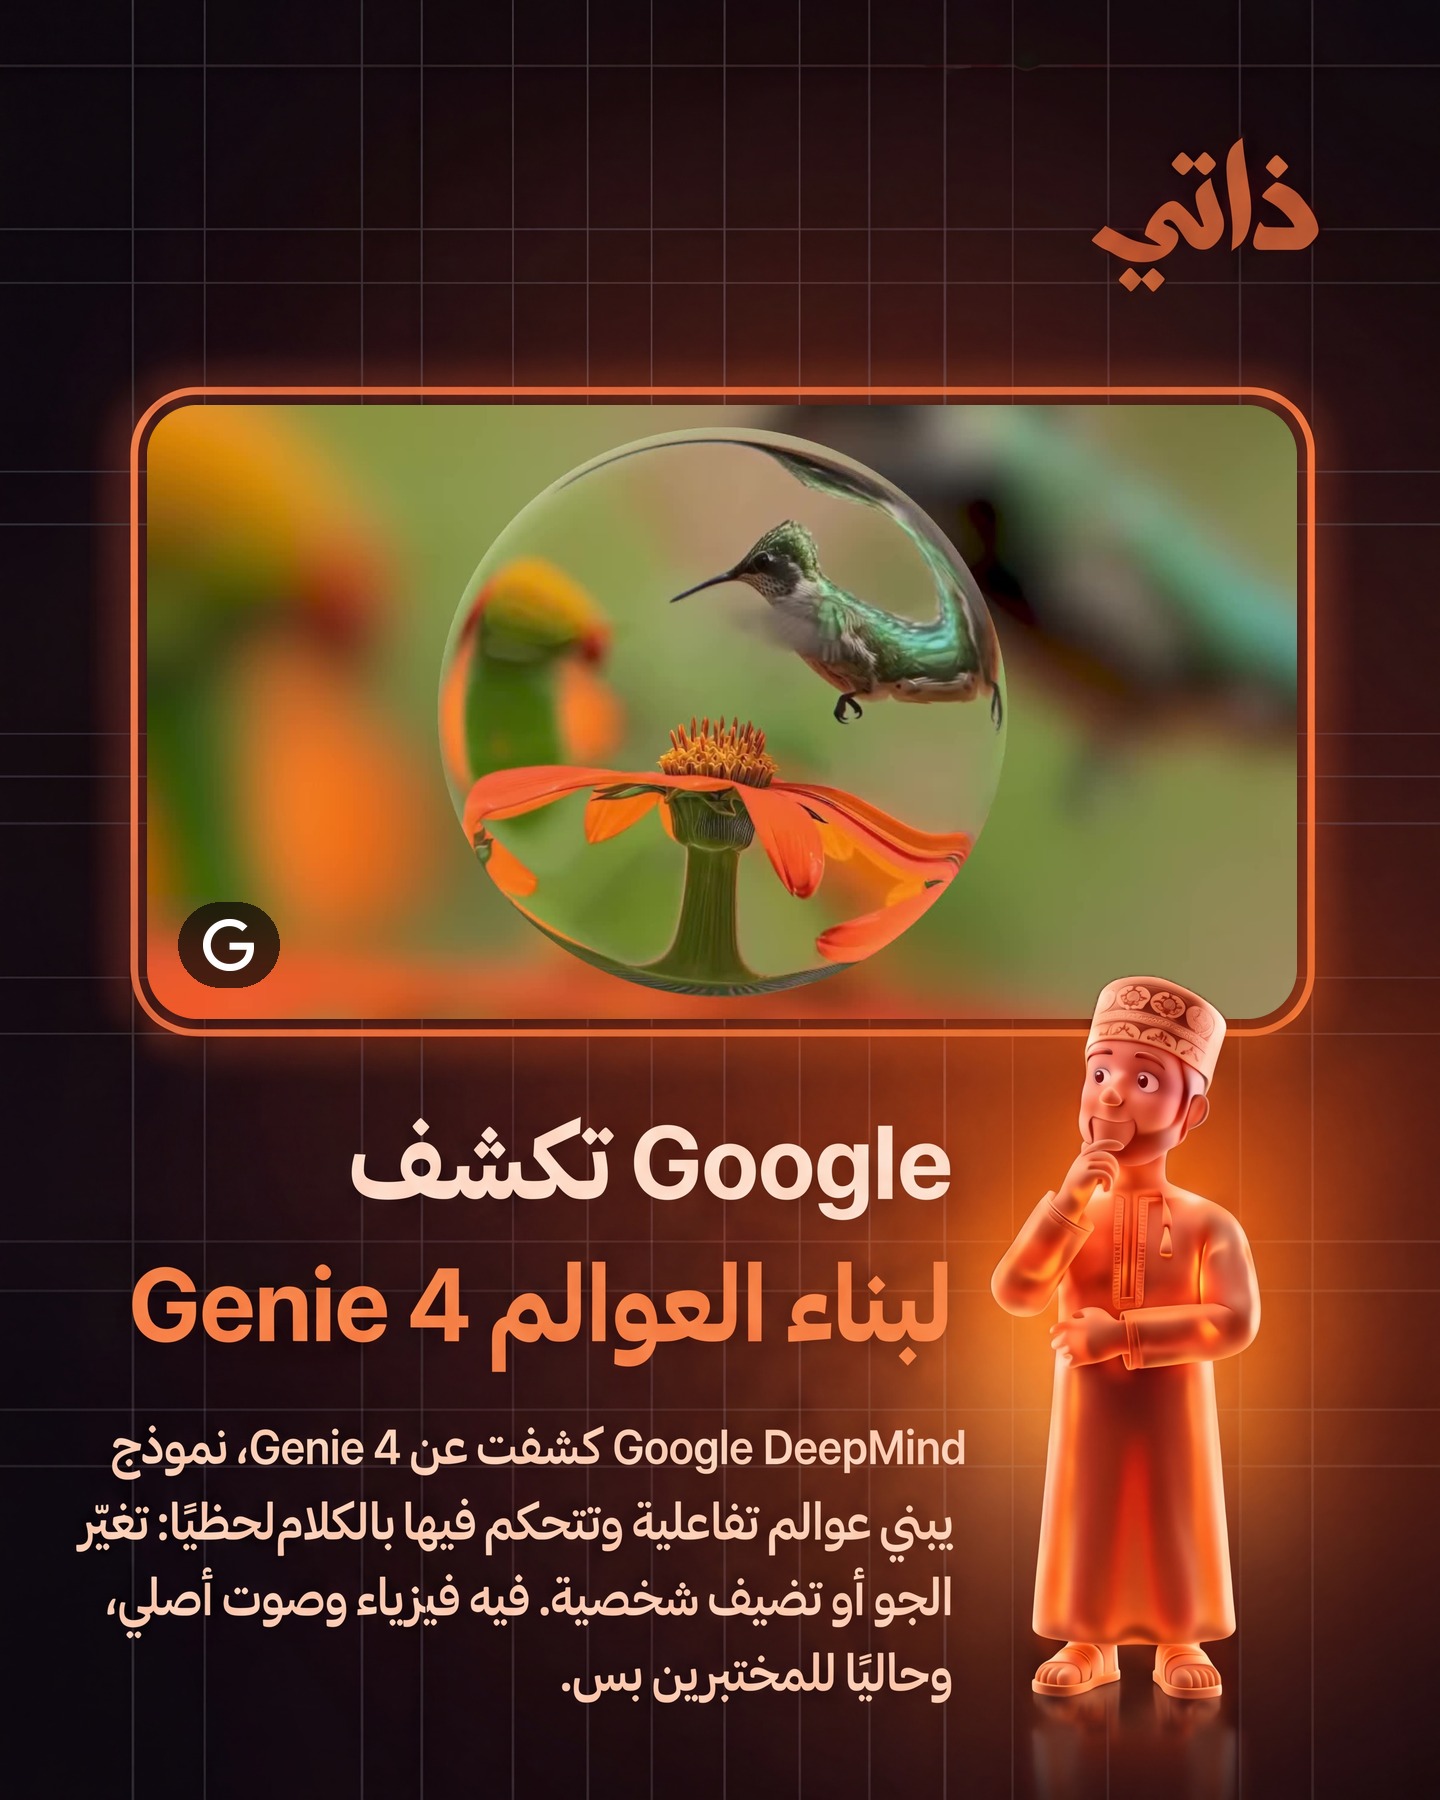 ذاتي
G
Google تكشف
لبناء العوالم Genie 4
Google DeepMind كشفت عن Genie 4، نموذج
يبني عوالم تفاعلية وتتحكم فيها بالكلام لحظيًا: تغيّر
الجو أو تضيف شخصية. فيه فيزياء وصوت أصلي،
وحاليًا للمختبرين بس.